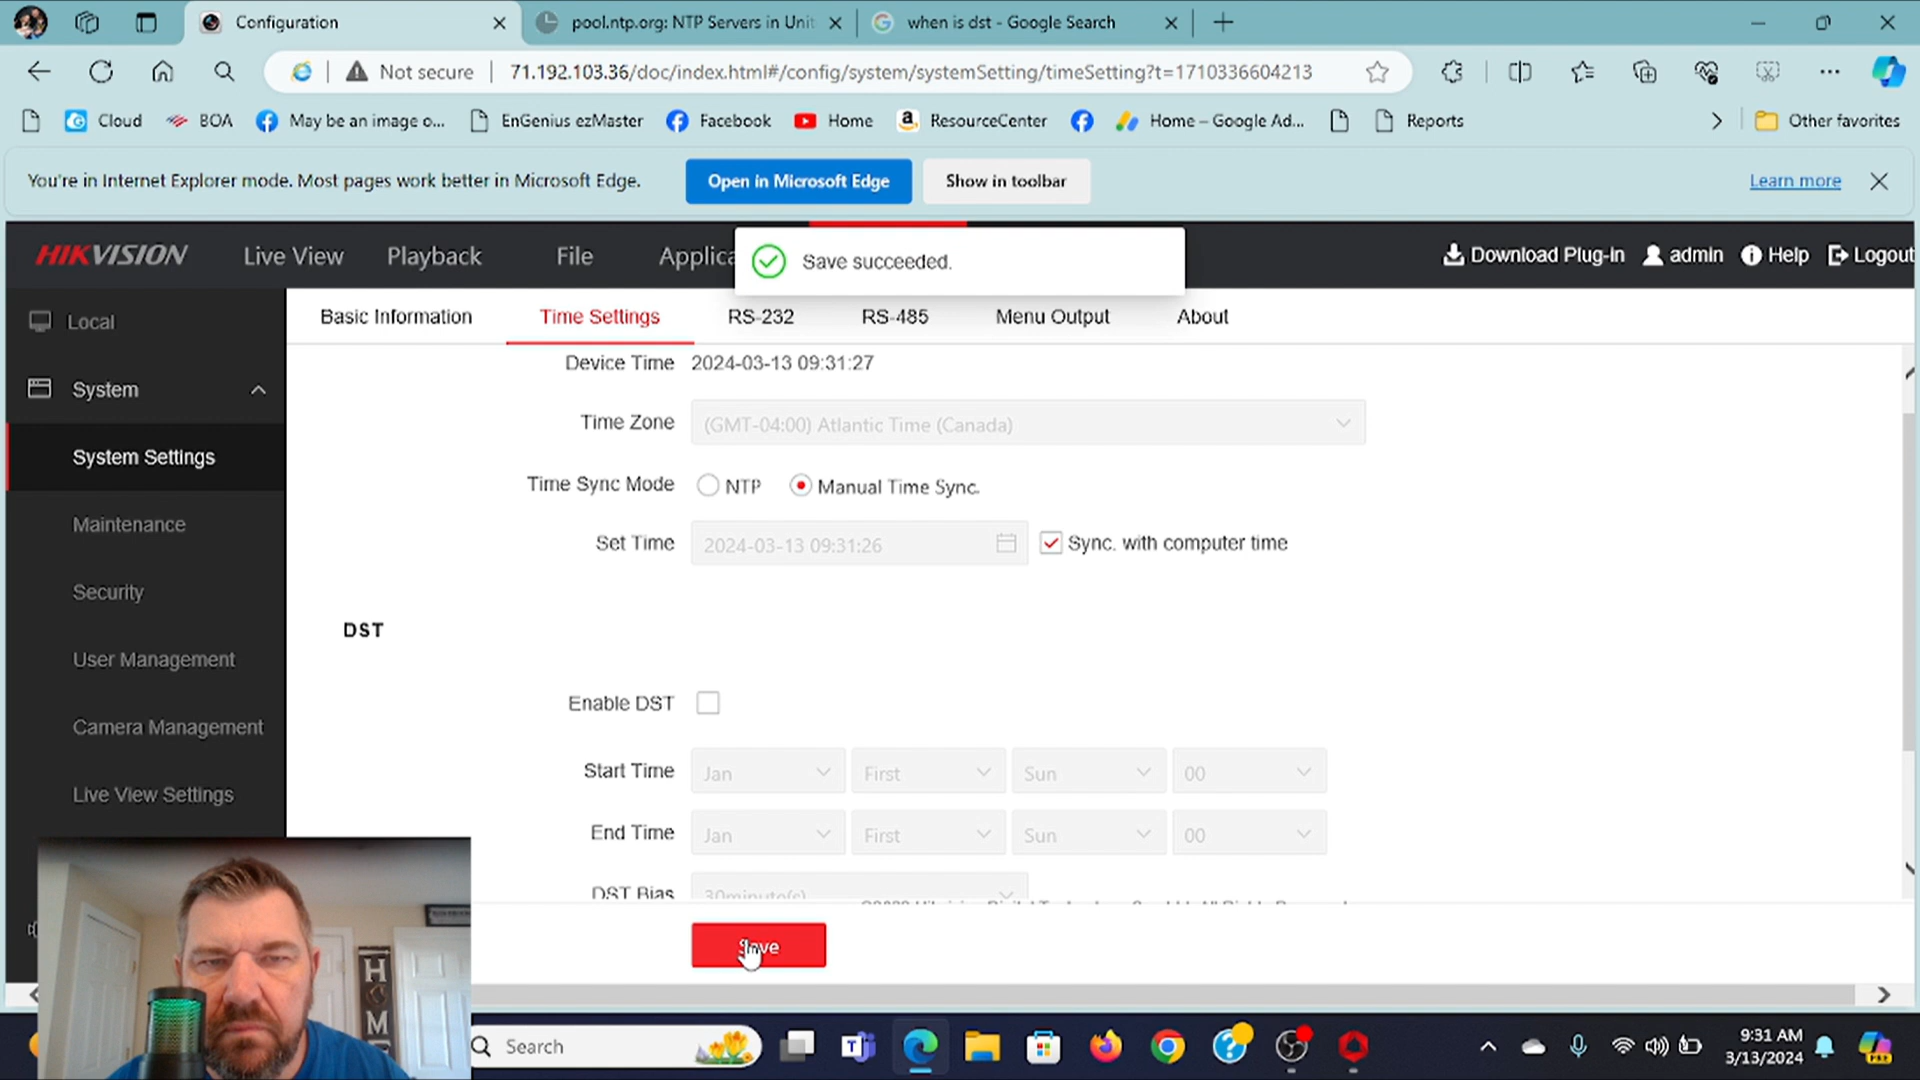 Configuration
pool.ntp.org: NTP Servers in Unit
when is dst - Google Search
Not secure
71.192.103.36/doc/index.html#/config/system/systemSetting/timeSetting?t=1710336604213
Cloud
BOA
May be an image o...
EnGenius ezMaster
Facebook
Home
ResourceCenter
Home – Google Ad...
Reports
Other favorites
You're in Internet Explorer mode. Most pages work better in Microsoft Edge.
Open in Microsoft Edge
Show in toolbar
Learn more
HIKVISION
Live View
Playback
File
Applica
Save succeeded.
Download Plug-in
admin
Help
Logout
Local
System
System Settings
Maintenance
Security
User Management
Camera Management
Live View Settings
Basic Information
Time Settings
RS-232
RS-485
Menu Output
About
Device Time 2024-03-13 09:31:27
Time Zone (GMT-04:00) Atlantic Time (Canada)
Time Sync Mode NTP Manual Time Sync.
Set Time 2024-03-13 09:31:26 Sync. with computer time
DST
Enable DST
Start Time Jan First Sun 00
End Time Jan First Sun 00
DST Bias 30minute(s)
Save
H
M
Search
9:31 AM
3/13/2024